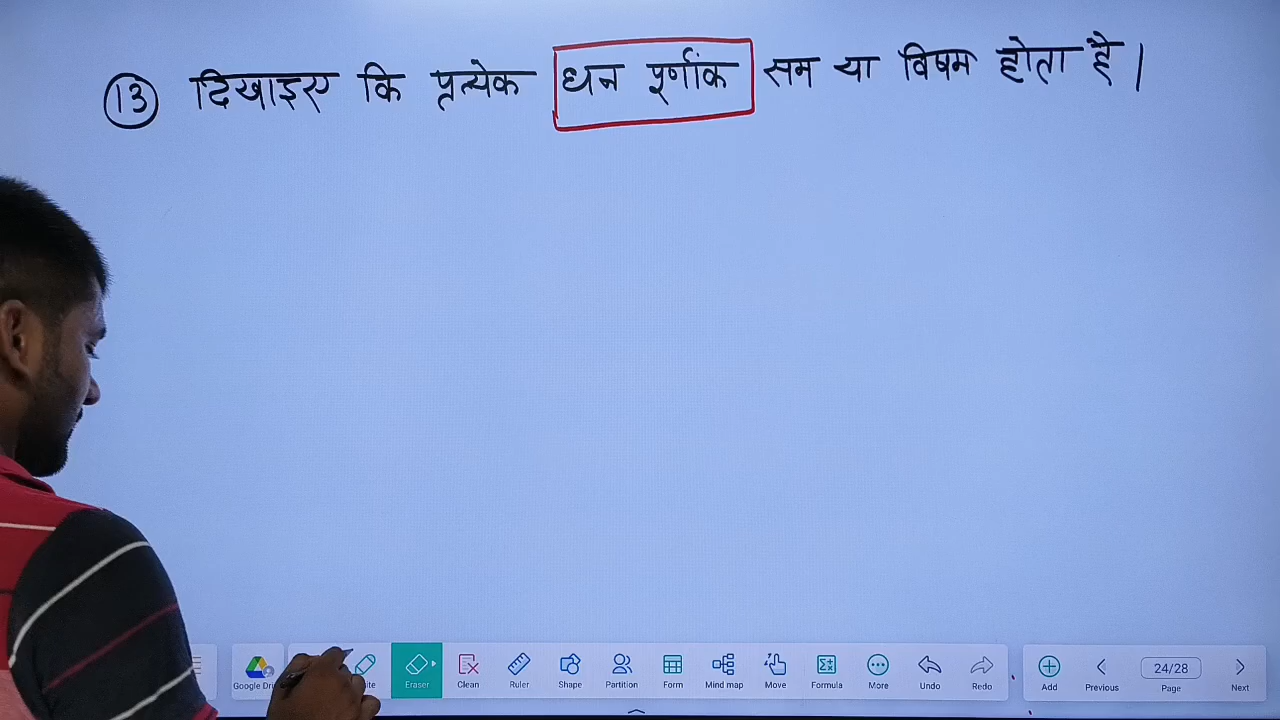 13 दिखाइए कि प्रत्येक धन पूर्णांक सम या विषम होता है।
Google Dri
Eraser
Clean
Ruler
Shape
Partition
Form
Mind map
Move
Formula
More
Undo
Redo
Add
Previous
24/28
Page
Next